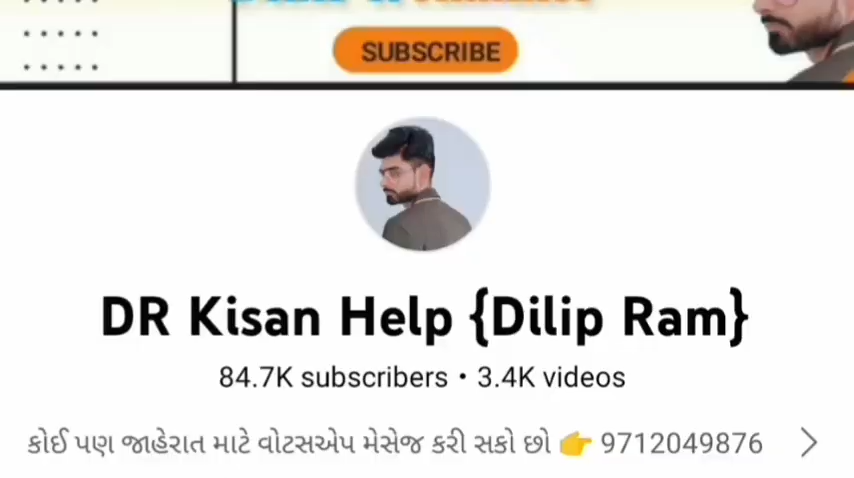 SUBSCRIBE
DR Kisan Help {Dilip Ram}
84.7K subscribers • 3.4K videos
કોઈ પણ જાહેરાત માટે વોટસએપ મેસેજ કરી સકો છો 👉 9712049876